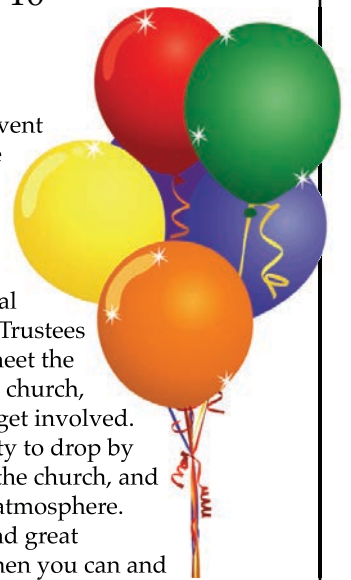 vent
al
Trustees
meet the
church,
get involved.
ty to drop by
the church, and
atmosphere.
nd great
hen you can and